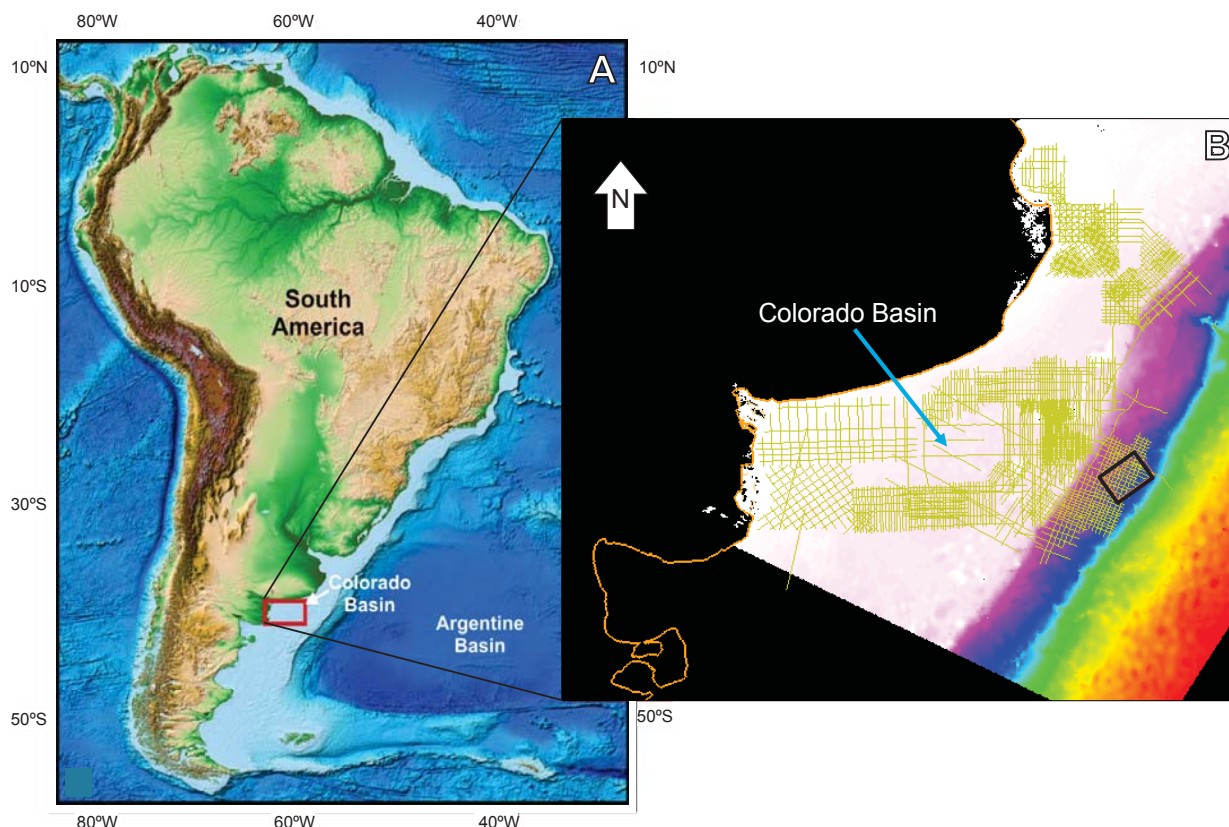 80ºW 60ºW 40ºW
10ºN
A
10ºN
B
N
10ºS
South
America
Colorado Basin
30ºS
Colorado
Basin
Argentine
Basin
50ºS
50ºS
80ºW 60ºW 40ºW